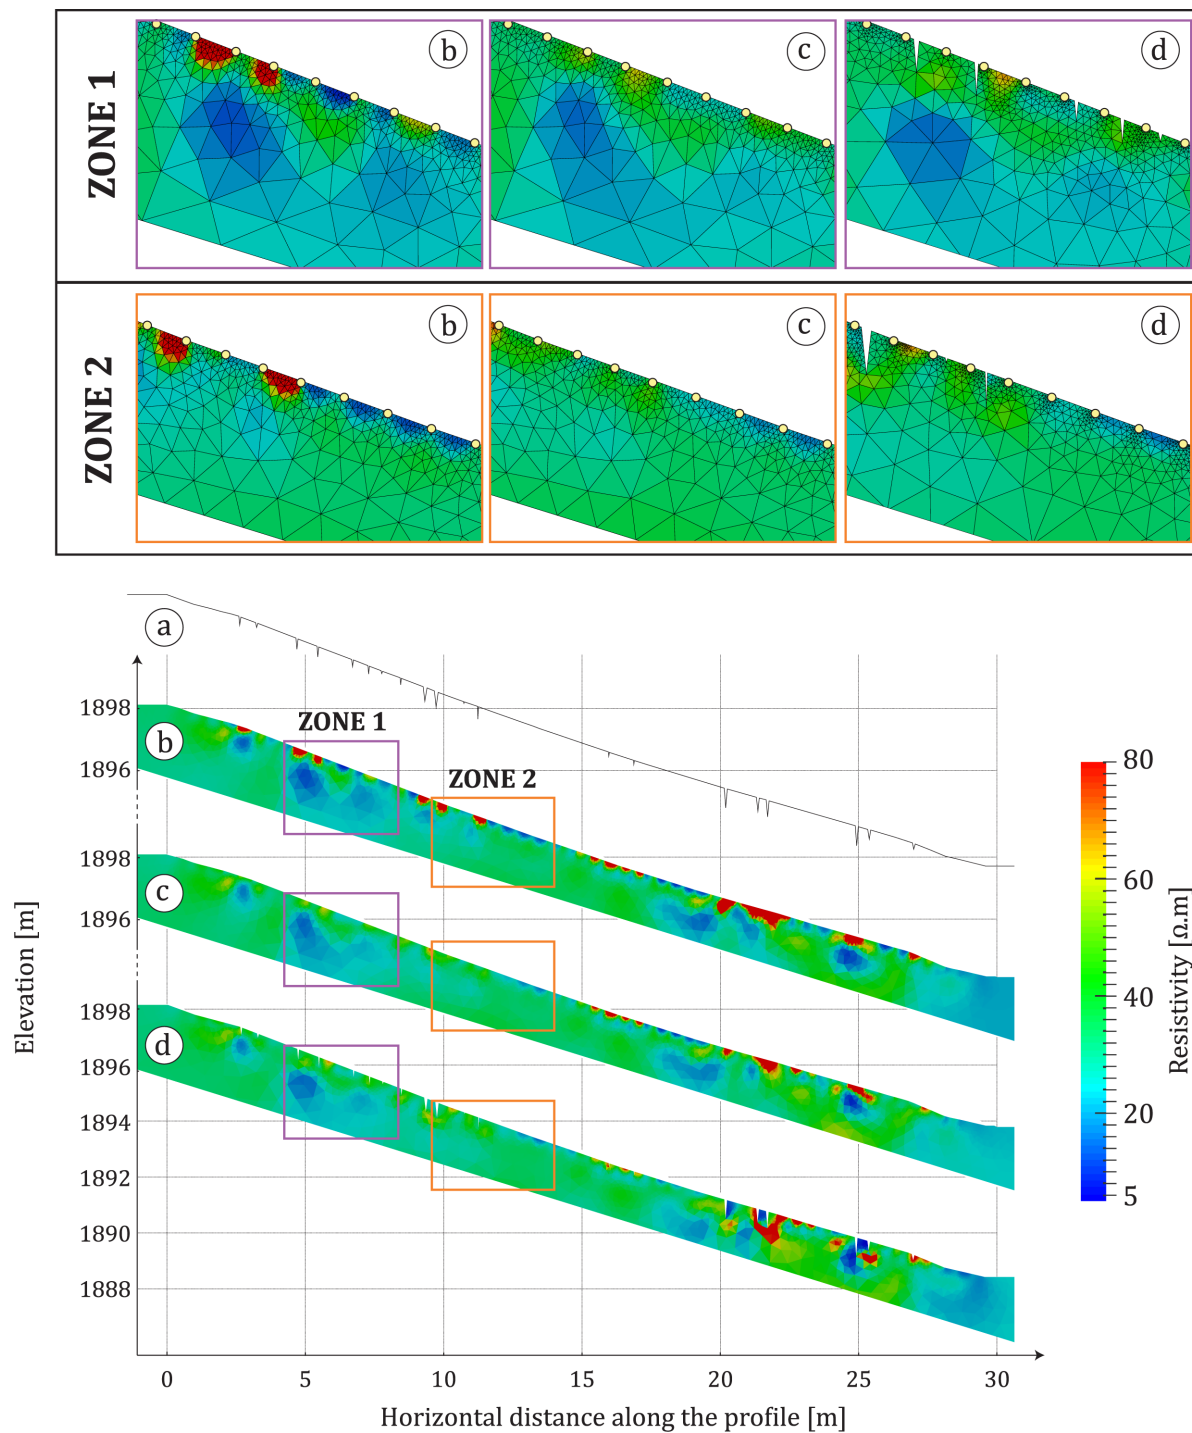 ZONE 1
b
c
d
ZONE 2
b
c
d
a
1898
ZONE 1
b
1896
ZONE 2
80
1898
60
c
1896
Resistivity [Ω.m]
Elevation [m]
40
1898
d
1896
20
1894
5
1892
1890
1888
0 5 10 15 20 25 30
Horizontal distance along the profile [m]